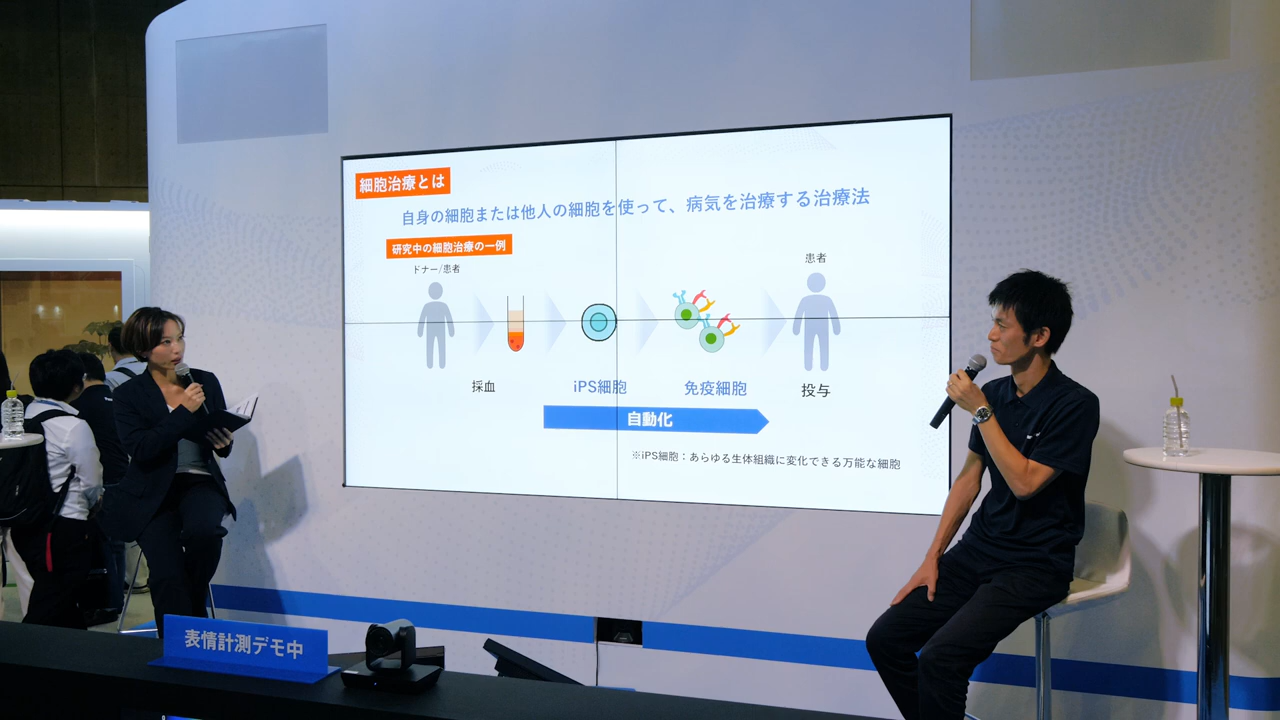 細胞治療とは
自身の細胞または他人の細胞を使って、病気を治療する治療法
研究中の細胞治療の一例
ドナー/患者
患者
採血
iPS細胞
免疫細胞
投与
自動化
※iPS細胞：あらゆる生体組織に変化できる万能な細胞
表情計測デモ中